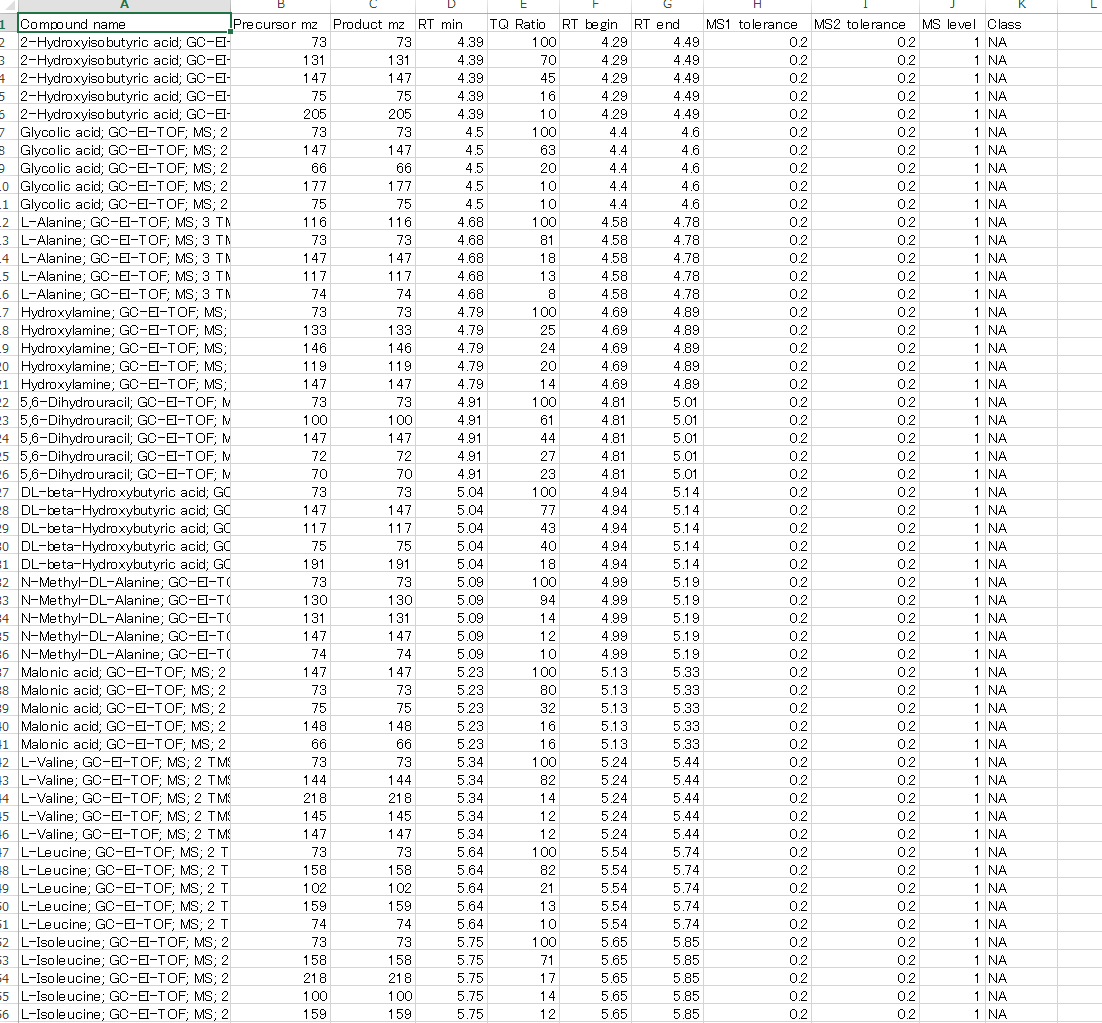 A B C D E F G H I J K L
1 Compound name Precursor mz Product mz RT min TQ Ratio RT begin RT end MS1 tolerance MS2 tolerance MS level Class
2 2-Hydroxyisobutyric acid; GC-EI- 73 73 4.39 100 4.29 4.49 0.2 0.2 1 NA
3 2-Hydroxyisobutyric acid; GC-EI- 131 131 4.39 70 4.29 4.49 0.2 0.2 1 NA
4 2-Hydroxyisobutyric acid; GC-EI- 147 147 4.39 45 4.29 4.49 0.2 0.2 1 NA
5 2-Hydroxyisobutyric acid; GC-EI- 75 75 4.39 16 4.29 4.49 0.2 0.2 1 NA
6 2-Hydroxyisobutyric acid; GC-EI- 205 205 4.39 10 4.29 4.49 0.2 0.2 1 NA
7 Glycolic acid; GC-EI-TOF; MS; 2 73 73 4.5 100 4.4 4.6 0.2 0.2 1 NA
8 Glycolic acid; GC-EI-TOF; MS; 2 147 147 4.5 63 4.4 4.6 0.2 0.2 1 NA
9 Glycolic acid; GC-EI-TOF; MS; 2 66 66 4.5 20 4.4 4.6 0.2 0.2 1 NA
0 Glycolic acid; GC-EI-TOF; MS; 2 177 177 4.5 10 4.4 4.6 0.2 0.2 1 NA
1 Glycolic acid; GC-EI-TOF; MS; 2 75 75 4.5 10 4.4 4.6 0.2 0.2 1 NA
2 L-Alanine; GC-EI-TOF; MS; 3 TM 116 116 4.68 100 4.58 4.78 0.2 0.2 1 NA
3 L-Alanine; GC-EI-TOF; MS; 3 TM 73 73 4.68 81 4.58 4.78 0.2 0.2 1 NA
4 L-Alanine; GC-EI-TOF; MS; 3 TM 147 147 4.68 18 4.58 4.78 0.2 0.2 1 NA
5 L-Alanine; GC-EI-TOF; MS; 3 TM 117 117 4.68 13 4.58 4.78 0.2 0.2 1 NA
6 L-Alanine; GC-EI-TOF; MS; 3 TM 74 74 4.68 8 4.58 4.78 0.2 0.2 1 NA
7 Hydroxylamine; GC-EI-TOF; MS; 73 73 4.79 100 4.69 4.89 0.2 0.2 1 NA
8 Hydroxylamine; GC-EI-TOF; MS; 133 133 4.79 25 4.69 4.89 0.2 0.2 1 NA
9 Hydroxylamine; GC-EI-TOF; MS; 146 146 4.79 24 4.69 4.89 0.2 0.2 1 NA
20 Hydroxylamine; GC-EI-TOF; MS; 119 119 4.79 20 4.69 4.89 0.2 0.2 1 NA
21 Hydroxylamine; GC-EI-TOF; MS; 147 147 4.79 14 4.69 4.89 0.2 0.2 1 NA
22 5,6-Dihydrouracil; GC-EI-TOF; M 73 73 4.91 100 4.81 5.01 0.2 0.2 1 NA
23 5,6-Dihydrouracil; GC-EI-TOF; M 100 100 4.91 61 4.81 5.01 0.2 0.2 1 NA
24 5,6-Dihydrouracil; GC-EI-TOF; M 147 147 4.91 44 4.81 5.01 0.2 0.2 1 NA
25 5,6-Dihydrouracil; GC-EI-TOF; M 72 72 4.91 27 4.81 5.01 0.2 0.2 1 NA
26 5,6-Dihydrouracil; GC-EI-TOF; M 70 70 4.91 23 4.81 5.01 0.2 0.2 1 NA
27 DL-beta-Hydroxybutyric acid; GC 73 73 5.04 100 4.94 5.14 0.2 0.2 1 NA
28 DL-beta-Hydroxybutyric acid; GC 147 147 5.04 77 4.94 5.14 0.2 0.2 1 NA
29 DL-beta-Hydroxybutyric acid; GC 117 117 5.04 43 4.94 5.14 0.2 0.2 1 NA
30 DL-beta-Hydroxybutyric acid; GC 75 75 5.04 40 4.94 5.14 0.2 0.2 1 NA
31 DL-beta-Hydroxybutyric acid; GC 191 191 5.04 18 4.94 5.14 0.2 0.2 1 NA
32 N-Methyl-DL-Alanine; GC-EI-TO 73 73 5.09 100 4.99 5.19 0.2 0.2 1 NA
33 N-Methyl-DL-Alanine; GC-EI-TO 130 130 5.09 94 4.99 5.19 0.2 0.2 1 NA
34 N-Methyl-DL-Alanine; GC-EI-TO 131 131 5.09 14 4.99 5.19 0.2 0.2 1 NA
35 N-Methyl-DL-Alanine; GC-EI-TO 147 147 5.09 12 4.99 5.19 0.2 0.2 1 NA
36 N-Methyl-DL-Alanine; GC-EI-TO 74 74 5.09 10 4.99 5.19 0.2 0.2 1 NA
37 Malonic acid; GC-EI-TOF; MS; 2 147 147 5.23 100 5.13 5.33 0.2 0.2 1 NA
38 Malonic acid; GC-EI-TOF; MS; 2 73 73 5.23 80 5.13 5.33 0.2 0.2 1 NA
39 Malonic acid; GC-EI-TOF; MS; 2 75 75 5.23 32 5.13 5.33 0.2 0.2 1 NA
40 Malonic acid; GC-EI-TOF; MS; 2 148 148 5.23 16 5.13 5.33 0.2 0.2 1 NA
41 Malonic acid; GC-EI-TOF; MS; 2 66 66 5.23 16 5.13 5.33 0.2 0.2 1 NA
42 L-Valine; GC-EI-TOF; MS; 2 TMS 73 73 5.34 100 5.24 5.44 0.2 0.2 1 NA
43 L-Valine; GC-EI-TOF; MS; 2 TMS 144 144 5.34 82 5.24 5.44 0.2 0.2 1 NA
44 L-Valine; GC-EI-TOF; MS; 2 TMS 218 218 5.34 14 5.24 5.44 0.2 0.2 1 NA
45 L-Valine; GC-EI-TOF; MS; 2 TMS 145 145 5.34 12 5.24 5.44 0.2 0.2 1 NA
46 L-Valine; GC-EI-TOF; MS; 2 TMS 147 147 5.34 12 5.24 5.44 0.2 0.2 1 NA
47 L-Leucine; GC-EI-TOF; MS; 2 T 73 73 5.64 100 5.54 5.74 0.2 0.2 1 NA
48 L-Leucine; GC-EI-TOF; MS; 2 T 158 158 5.64 82 5.54 5.74 0.2 0.2 1 NA
49 L-Leucine; GC-EI-TOF; MS; 2 T 102 102 5.64 21 5.54 5.74 0.2 0.2 1 NA
50 L-Leucine; GC-EI-TOF; MS; 2 T 159 159 5.64 13 5.54 5.74 0.2 0.2 1 NA
51 L-Leucine; GC-EI-TOF; MS; 2 T 74 74 5.64 10 5.54 5.74 0.2 0.2 1 NA
52 L-Isoleucine; GC-EI-TOF; MS; 2 73 73 5.75 100 5.65 5.85 0.2 0.2 1 NA
53 L-Isoleucine; GC-EI-TOF; MS; 2 158 158 5.75 71 5.65 5.85 0.2 0.2 1 NA
54 L-Isoleucine; GC-EI-TOF; MS; 2 218 218 5.75 17 5.65 5.85 0.2 0.2 1 NA
55 L-Isoleucine; GC-EI-TOF; MS; 2 100 100 5.75 14 5.65 5.85 0.2 0.2 1 NA
56 L-Isoleucine; GC-EI-TOF; MS; 2 159 159 5.75 12 5.65 5.85 0.2 0.2 1 NA